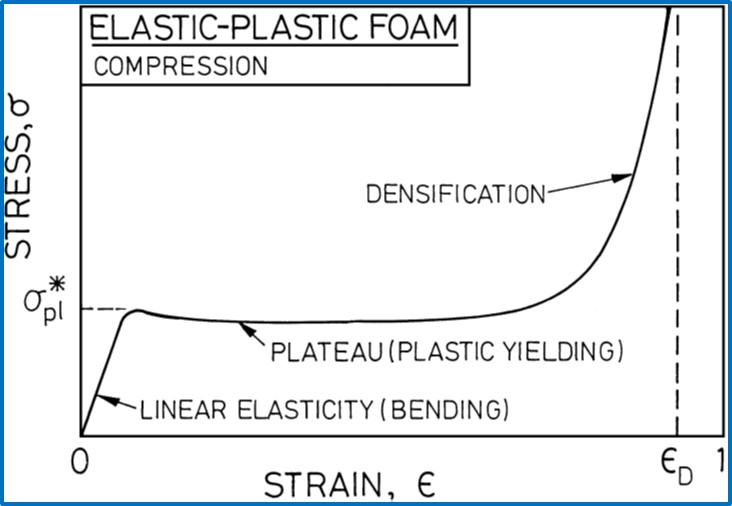 ELASTIC-PLASTIC FOAM
COMPRESSION
STRESS, σ
DENSIFICATION
σ*pl
PLATEAU (PLASTIC YIELDING)
LINEAR ELASTICITY (BENDING)
0
ϵD
1
STRAIN, ϵ